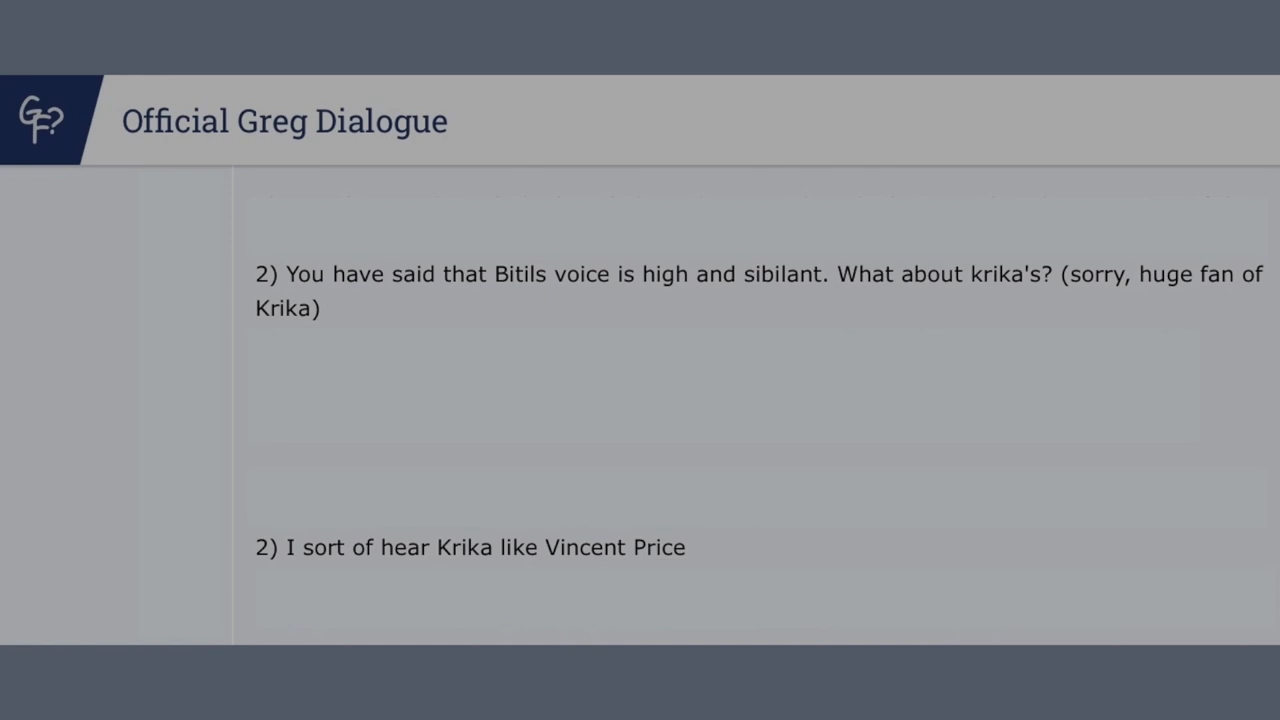 GF?
Official Greg Dialogue
2) You have said that Bitils voice is high and sibilant. What about krika's? (sorry, huge fan of
Krika)
2) I sort of hear Krika like Vincent Price